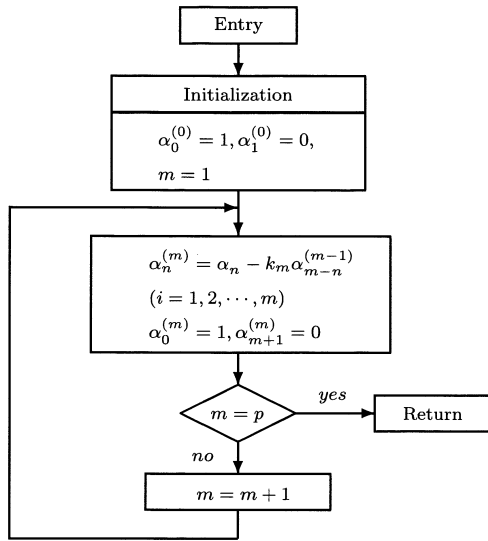 Entry
Initialization
α_0^{(0)} = 1, α_1^{(0)} = 0,
m = 1
α_n^{(m)} = α_n − k_m α_{m−n}^{(m−1)}
(i = 1, 2, ⋯, m)
α_0^{(m)} = 1, α_{m+1}^{(m)} = 0
m = p
yes
Return
no
m = m + 1